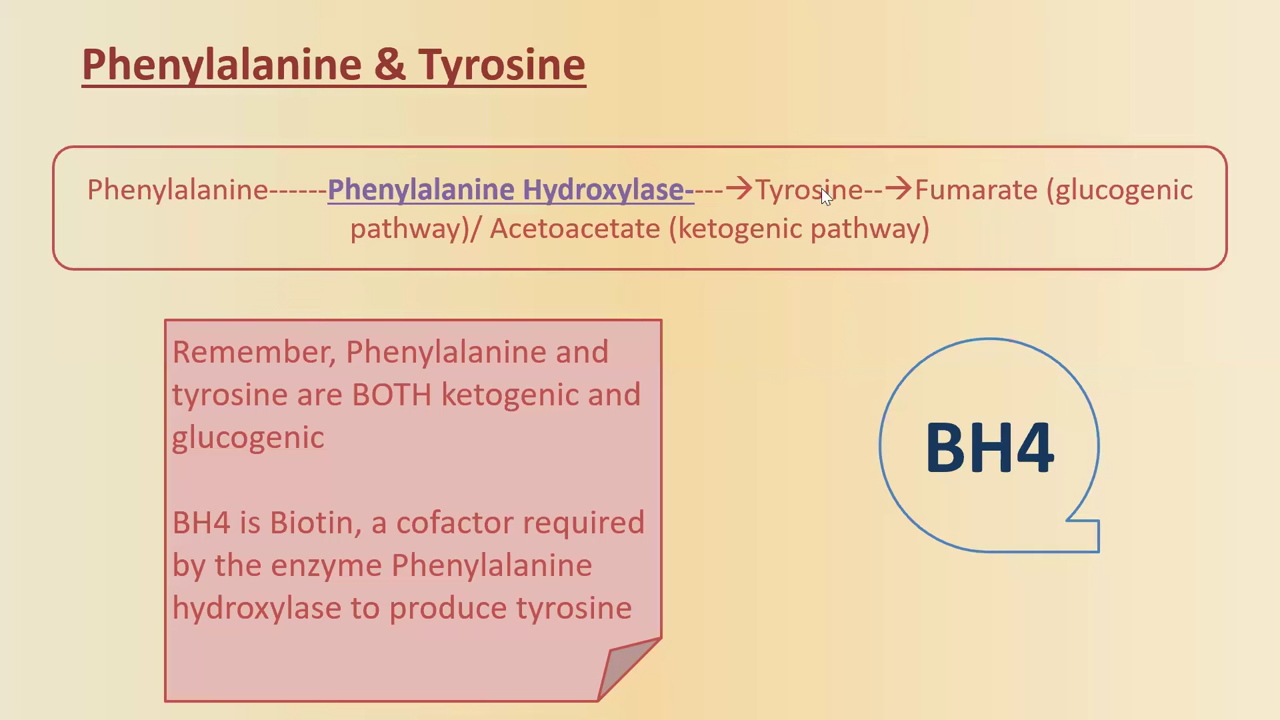 Phenylalanine & Tyrosine
Phenylalanine------Phenylalanine Hydroxylase----→Tyrosine--→Fumarate (glucogenic
pathway)/ Acetoacetate (ketogenic pathway)
Remember, Phenylalanine and
tyrosine are BOTH ketogenic and
glucogenic
BH4 is Biotin, a cofactor required
by the enzyme Phenylalanine
hydroxylase to produce tyrosine
BH4